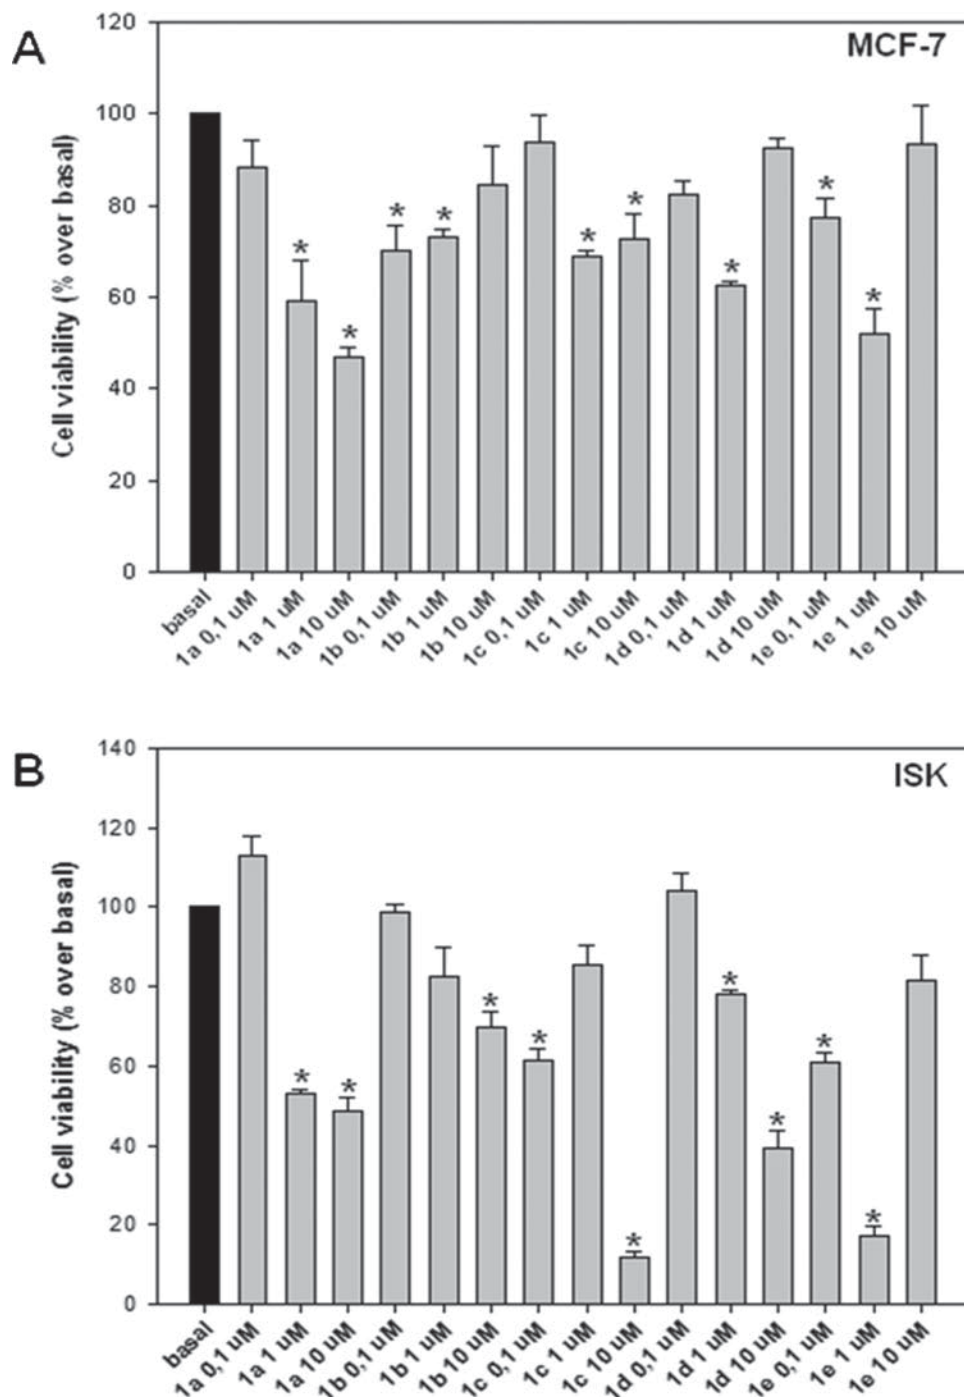 A
MCF-7
Cell viability (% over basal)
120
100
80
60
40
20
0
* * * * * * * * *
basal
1a 0,1 uM
1a 1 uM
1a 10 uM
1b 0,1 uM
1b 1 uM
1b 10 uM
1c 0,1 uM
1c 1 uM
1c 10 uM
1d 0,1 uM
1d 1 uM
1d 10 uM
1e 0,1 uM
1e 1 uM
1e 10 uM
B
ISK
Cell viability (% over basal)
140
120
100
80
60
40
20
0
* * * * * * * * *
basal
1a 0,1 uM
1a 1 uM
1a 10 uM
1b 0,1 uM
1b 1 uM
1b 10 uM
1c 0,1 uM
1c 1 uM
1c 10 uM
1d 0,1 uM
1d 1 uM
1d 10 uM
1e 0,1 uM
1e 1 uM
1e 10 uM